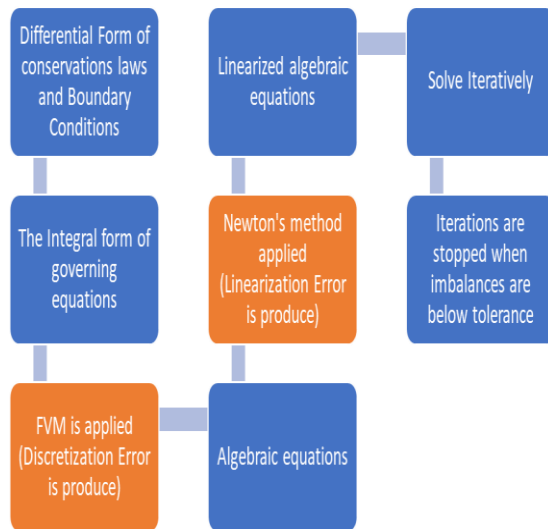 Differential Form of
conservations laws
and Boundary
Conditions
The Integral form of
governing
equations
FVM is applied
(Discretization Error
is produce)
Algebraic equations
Newton's method
applied
(Linearization Error
is produce)
Linearized algebraic
equations
Solve Iteratively
Iterations are
stopped when
imbalances are
below tolerance